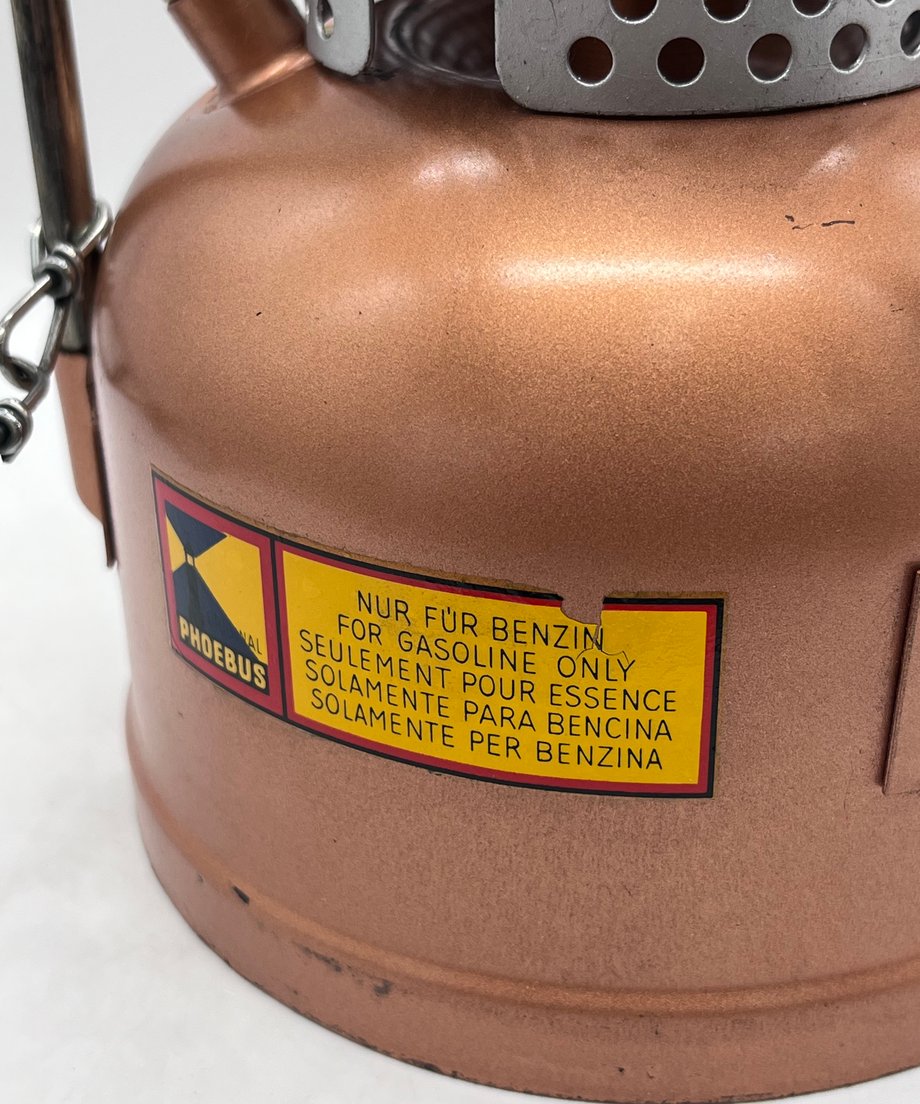 PHOEBUS
NUR FÜR BENZIN
FOR GASOLINE ONLY
SEULEMENT POUR ESSENCE
SOLAMENTE PARA BENCINA
SOLAMENTE PER BENZINA